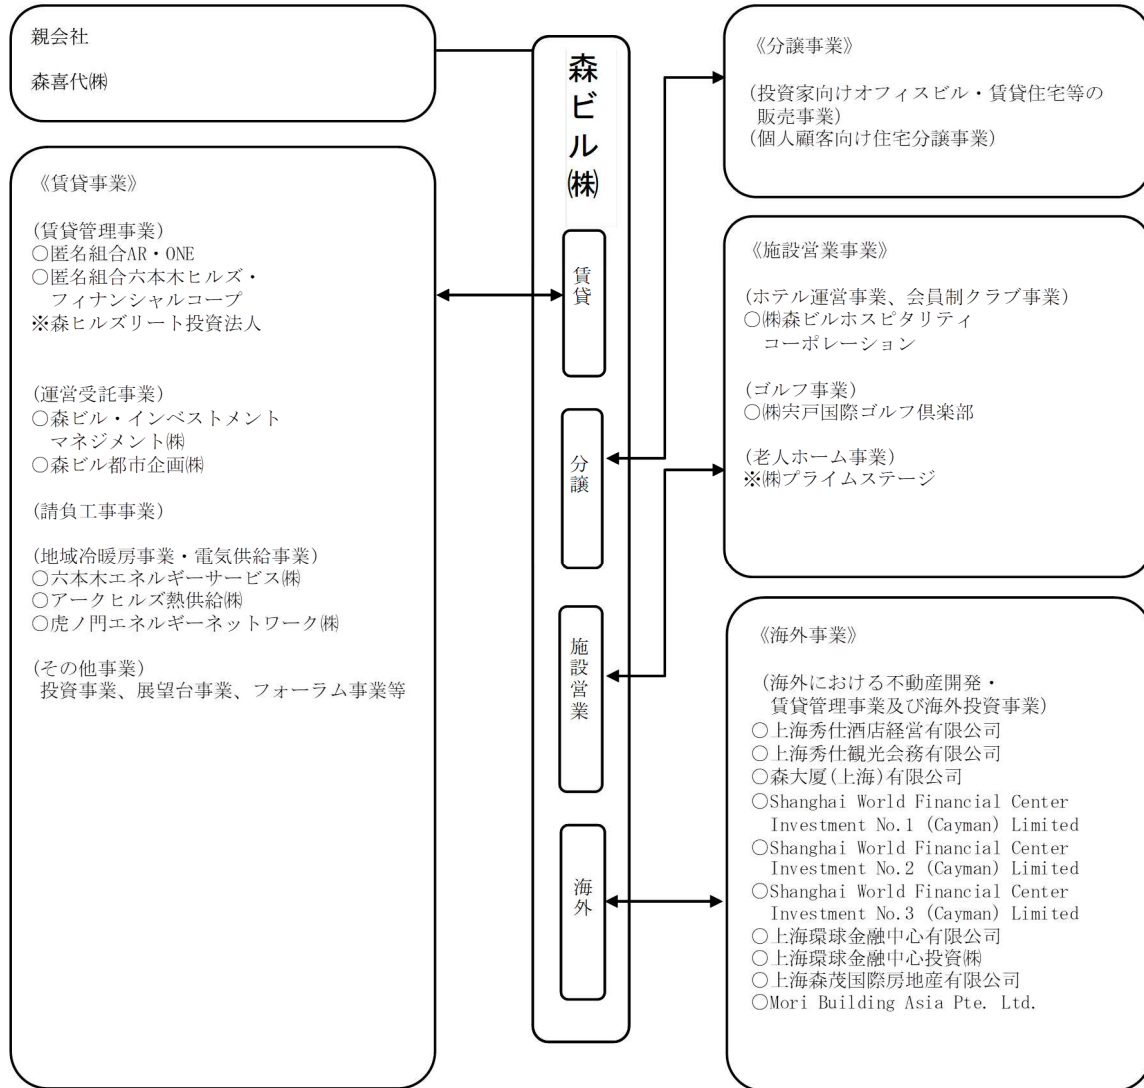 親会社
森喜代㈱
《賃貸事業》
(賃貸管理事業)
○匿名組合AR・ONE
○匿名組合六本木ヒルズ・
フィナンシャルコープ
※森ヒルズリート投資法人
(運営受託事業)
○森ビル・インベストメント
マネジメント㈱
○森ビル都市企画㈱
(請負工事事業)
(地域冷暖房事業・電気供給事業)
○六本木エネルギーサービス㈱
○アークヒルズ熱供給㈱
○虎ノ門エネルギーネットワーク㈱
(その他事業)
投資事業、展望台事業、フォーラム事業等
森ビル㈱
賃貸
分譲
施設営業
海外
《分譲事業》
(投資家向けオフィスビル・賃貸住宅等の
販売事業)
(個人顧客向け住宅分譲事業)
《施設営業事業》
(ホテル運営事業、会員制クラブ事業)
○㈱森ビルホスピタリティ
コーポレーション
(ゴルフ事業)
○㈱宍戸国際ゴルフ倶楽部
(老人ホーム事業)
※㈱プライムステージ
《海外事業》
(海外における不動産開発・
賃貸管理事業及び海外投資事業)
○上海秀仕酒店経営有限公司
○上海秀仕観光会務有限公司
○森大厦(上海)有限公司
○Shanghai World Financial Center
Investment No.1 (Cayman) Limited
○Shanghai World Financial Center
Investment No.2 (Cayman) Limited
○Shanghai World Financial Center
Investment No.3 (Cayman) Limited
○上海環球金融中心有限公司
○上海環球金融中心投資㈱
○上海森茂国際房地産有限公司
○Mori Building Asia Pte. Ltd.